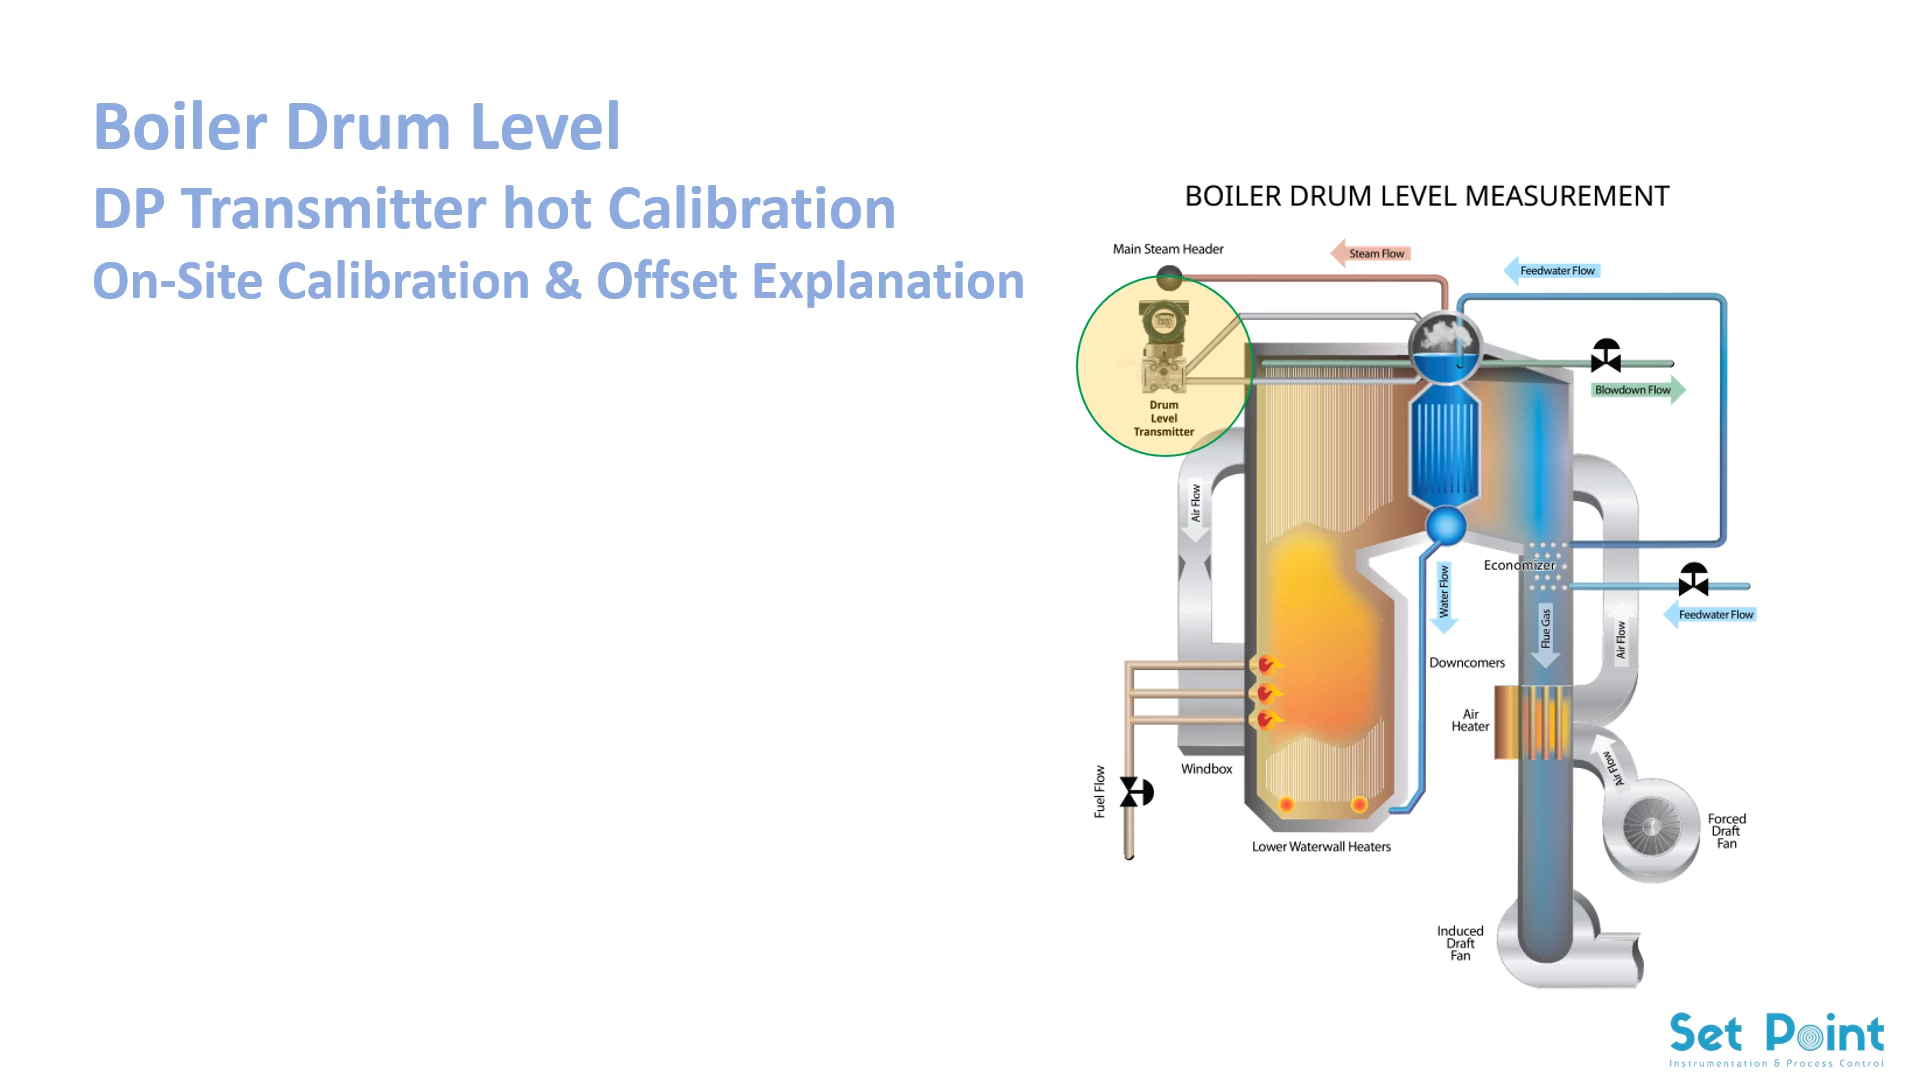 Boiler Drum Level
DP Transmitter hot Calibration
On-Site Calibration & Offset Explanation
BOILER DRUM LEVEL MEASUREMENT
Main Steam Header
Steam Flow
Feedwater Flow
Blowdown Flow
Drum
Level
Transmitter
Air Flow
Economizer
Water Flow
Feedwater Flow
Flue Gas
Air Flow
Downcomers
Air
Heater
Windbox
Air Flow
Fuel Flow
Forced
Draft
Fan
Lower Waterwall Heaters
Induced
Draft
Fan
Set Point
Instrumentation & Process Control